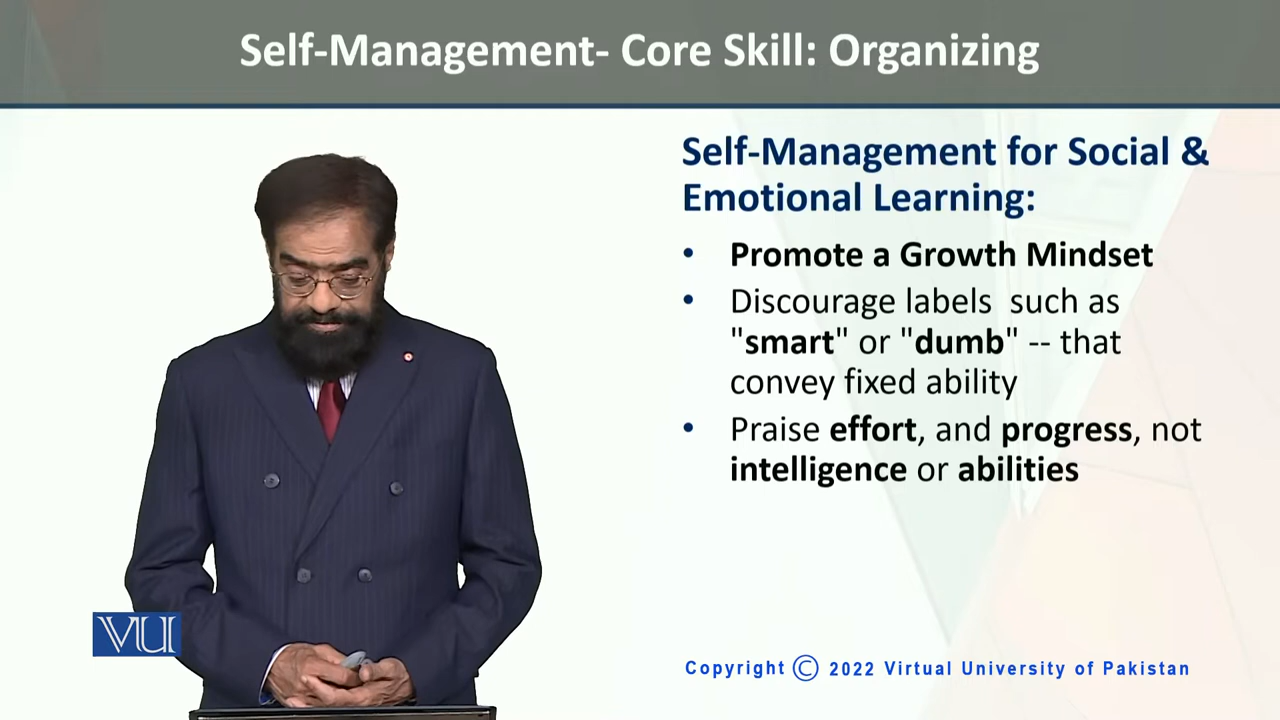 Self-Management- Core Skill: Organizing
Self-Management for Social &
Emotional Learning:
• Promote a Growth Mindset
• Discourage labels such as
"smart" or "dumb" -- that
convey fixed ability
• Praise effort, and progress, not
intelligence or abilities
VU
Copyright © 2022 Virtual University of Pakistan